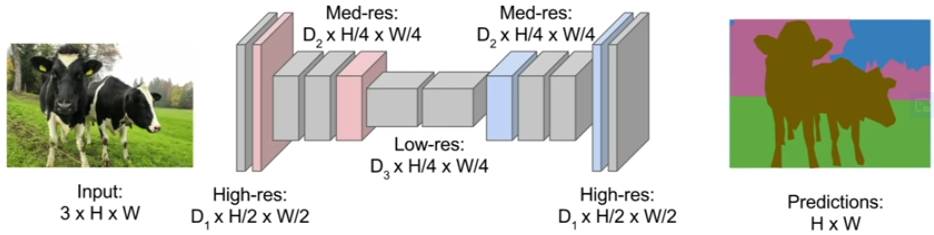 Med-res:
D₂ x H/4 x W/4
Med-res:
D₂ x H/4 x W/4
Low-res:
D₃ x H/4 x W/4
Input:
3 x H x W
High-res:
D₁ x H/2 x W/2
High-res:
D₁ x H/2 x W/2
Predictions:
H x W